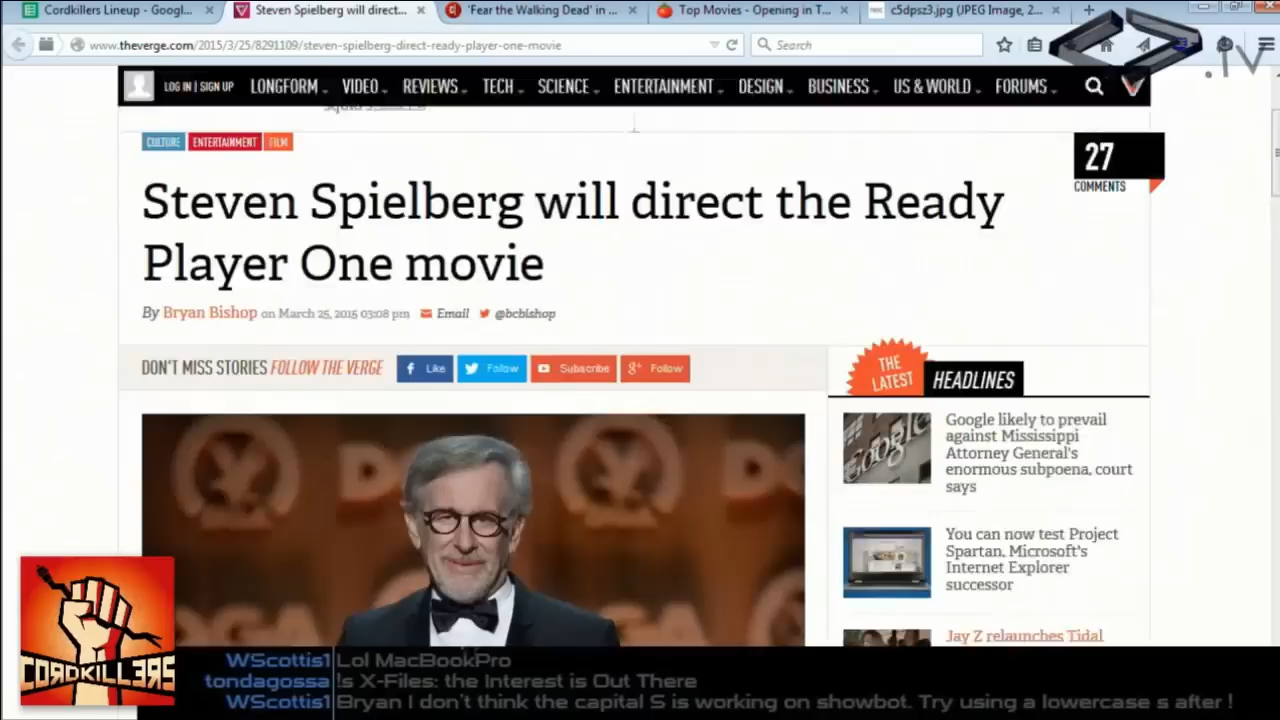 Cordkillers Lineup - Googl...
Steven Spielberg will direct...
'Fear the Walking Dead' in ...
Top Movies - Opening in T...
c5dpsz3.jpg (JPEG Image, 2...
www.theverge.com/2015/3/25/8291109/steven-spielberg-direct-ready-player-one-movie
Search
.tv
LOG IN | SIGN UP
LONGFORM
VIDEO
REVIEWS
TECH
SCIENCE
ENTERTAINMENT
DESIGN
BUSINESS
US & WORLD
FORUMS
CULTURE
ENTERTAINMENT
FILM
27
COMMENTS
Steven Spielberg will direct the Ready
Player One movie
By Bryan Bishop on March 25, 2015 03:08 pm
Email
@bcbishop
DON'T MISS STORIES FOLLOW THE VERGE
Like
Follow
Subscribe
Follow
THE
LATEST
HEADLINES
Google
Google likely to prevail
against Mississippi
Attorney General's
enormous subpoena, court
says
You can now test Project
Spartan, Microsoft's
Internet Explorer
successor
Jay Z relaunches Tidal
DGA
CORDKILLERS
WScottis1 Lol MacBookPro
tondagossa !s X-Files: the Interest is Out There
WScottis1 Bryan I don't think the capital S is working on showbot. Try using a lowercase s after !